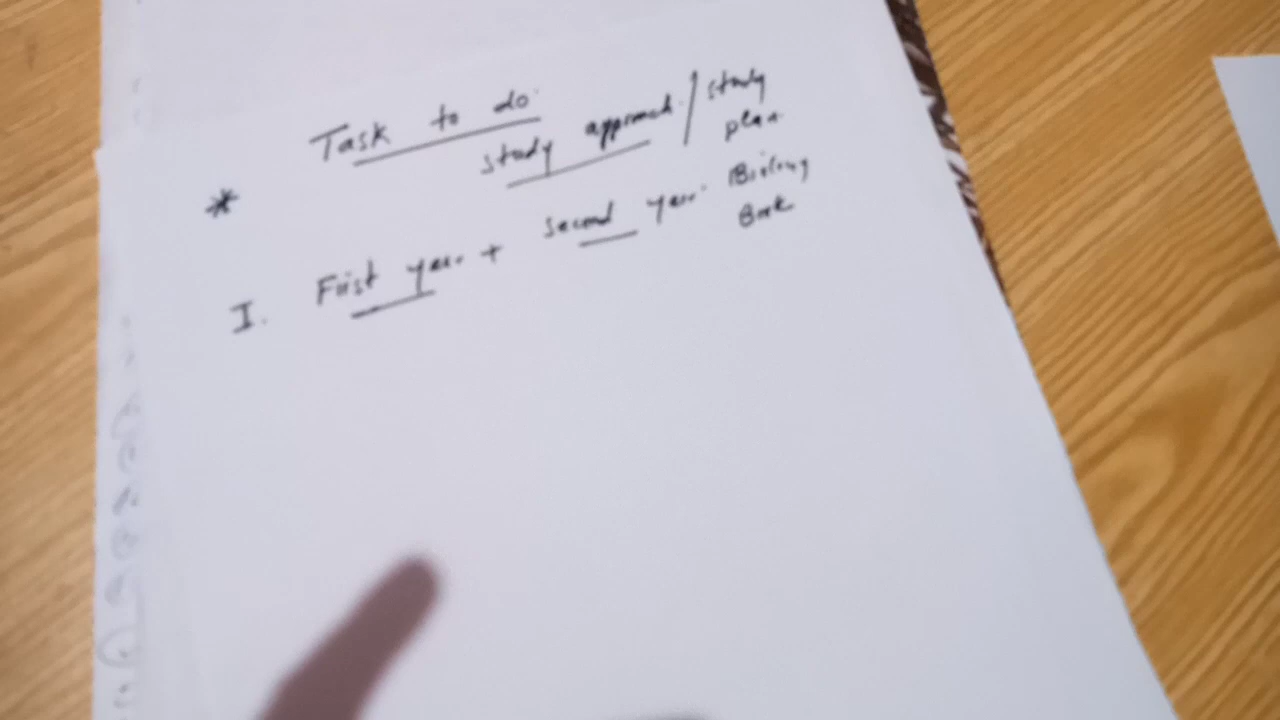 Task to do
* study approach / study plan
I. First year + second year Biology Book